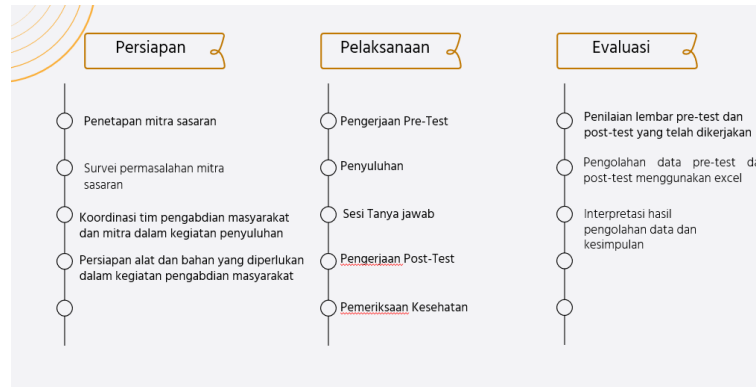 Persiapan
Penetapan mitra sasaran
Survei permasalahan mitra
sasaran
Koordinasi tim pengabdian masyarakat
dan mitra dalam kegiatan penyuluhan
Persiapan alat dan bahan yang diperlukan
dalam kegiatan pengabdian masyarakat
Pelaksanaan
Pengerjaan Pre-Test
Penyuluhan
Sesi Tanya jawab
Pengerjaan Post-Test
Pemeriksaan Kesehatan
Evaluasi
Penilaian lembar pre-test dan
post-test yang telah dikerjakan
Pengolahan data pre-test
post-test menggunakan excel
Interpretasi hasil
pengolahan data dan
kesimpulan